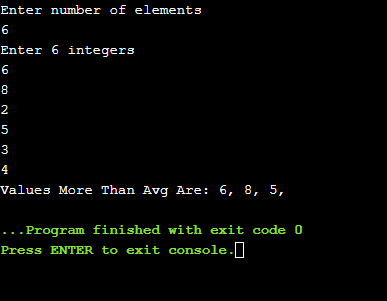 Enter number of elements
6
Enter 6 integers
6
8
2
5
3
4
Values More Than Avg Are: 6, 8, 5,
...Program finished with exit code 0
Press ENTER to exit console.